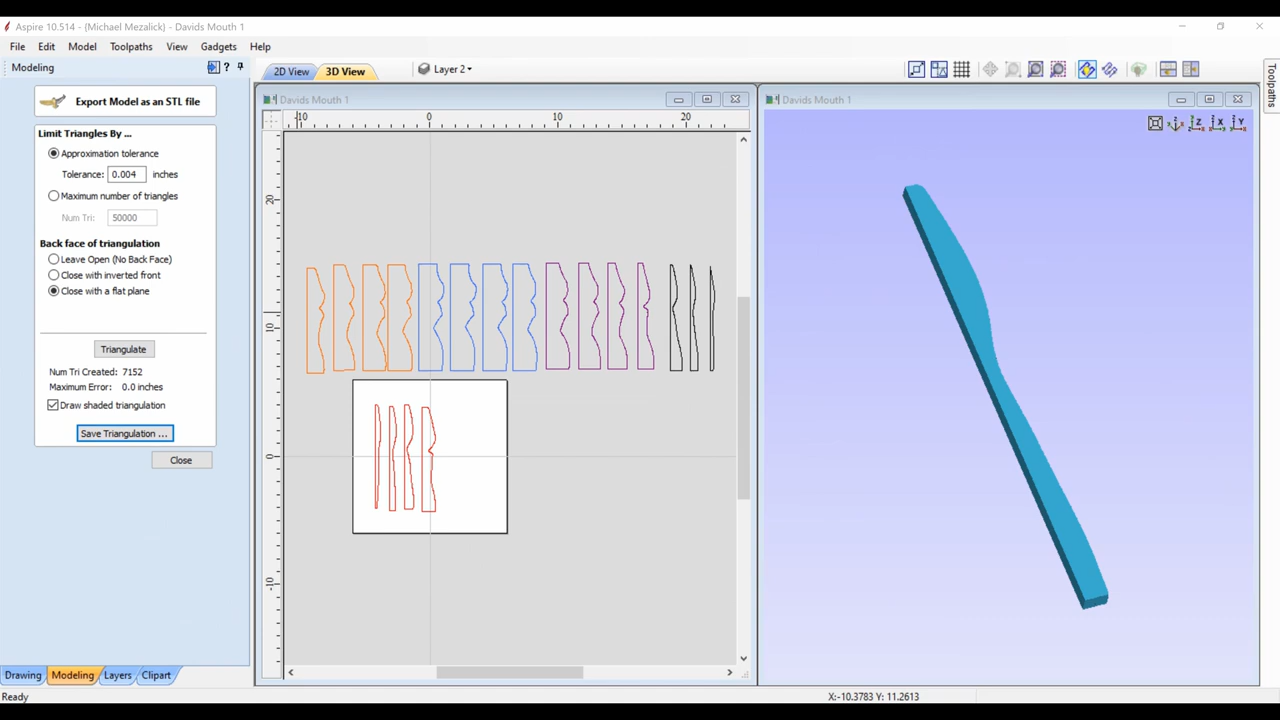 Aspire 10.514 - (Michael Mezalick) - Davids Mouth 1
File Edit Model Toolpaths View Gadgets Help
Modeling ?
2D View 3D View Layer 2
Export Model as an STL file
Limit Triangles By ...
Approximation tolerance
Tolerance: 0.004 inches
Maximum number of triangles
Num Tri: 50000
Back face of triangulation
Leave Open (No Back Face)
Close with inverted front
Close with a flat plane
Triangulate
Num Tri Created: 7152
Maximum Error: 0.0 inches
Draw shaded triangulation
Save Triangulation ...
Close
Drawing Modeling Layers Clipart
Ready
Davids Mouth 1
-10 0 10 20
20
10
0
-10
Davids Mouth 1
Z X Y
Toolpaths
X:-10.3783 Y: 11.2613